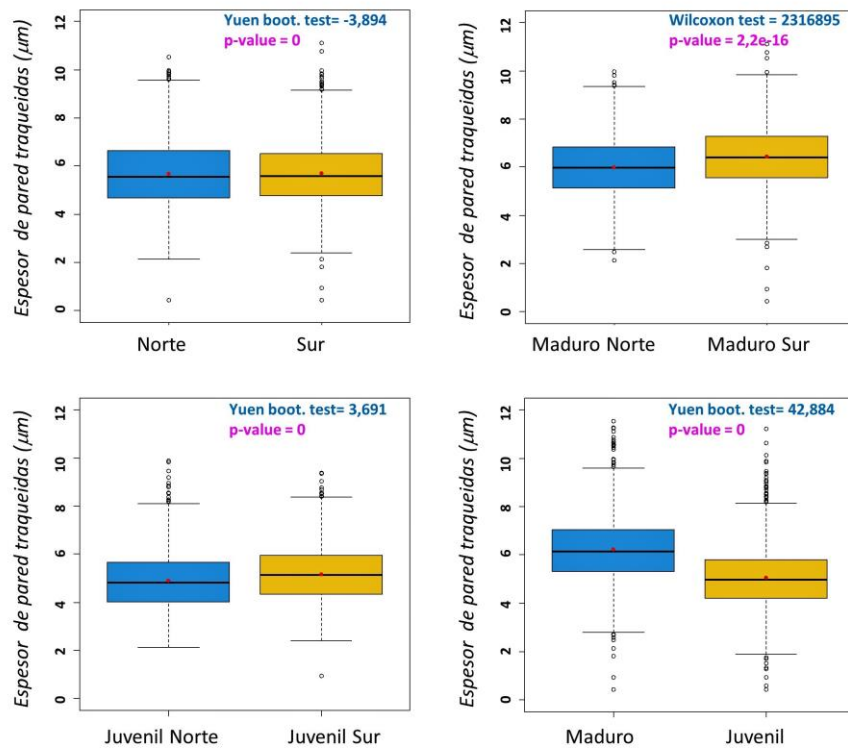 Yuen boot. test= -3,894
p-value = 0
Espesor de pared traqueidas (µm)
12
10
8
6
4
2
0
Norte
Sur
Wilcoxon test = 2316895
p-value = 2,2e-16
Espesor de pared traqueidas (µm)
12
10
8
6
4
2
0
Maduro Norte
Maduro Sur
Yuen boot. test= 3,691
p-value = 0
Espesor de pared traqueidas (µm)
12
10
8
6
4
2
0
Juvenil Norte
Juvenil Sur
Yuen boot. test= 42,884
p-value = 0
Espesor de pared traqueidas (µm)
12
10
8
6
4
2
0
Maduro
Juvenil